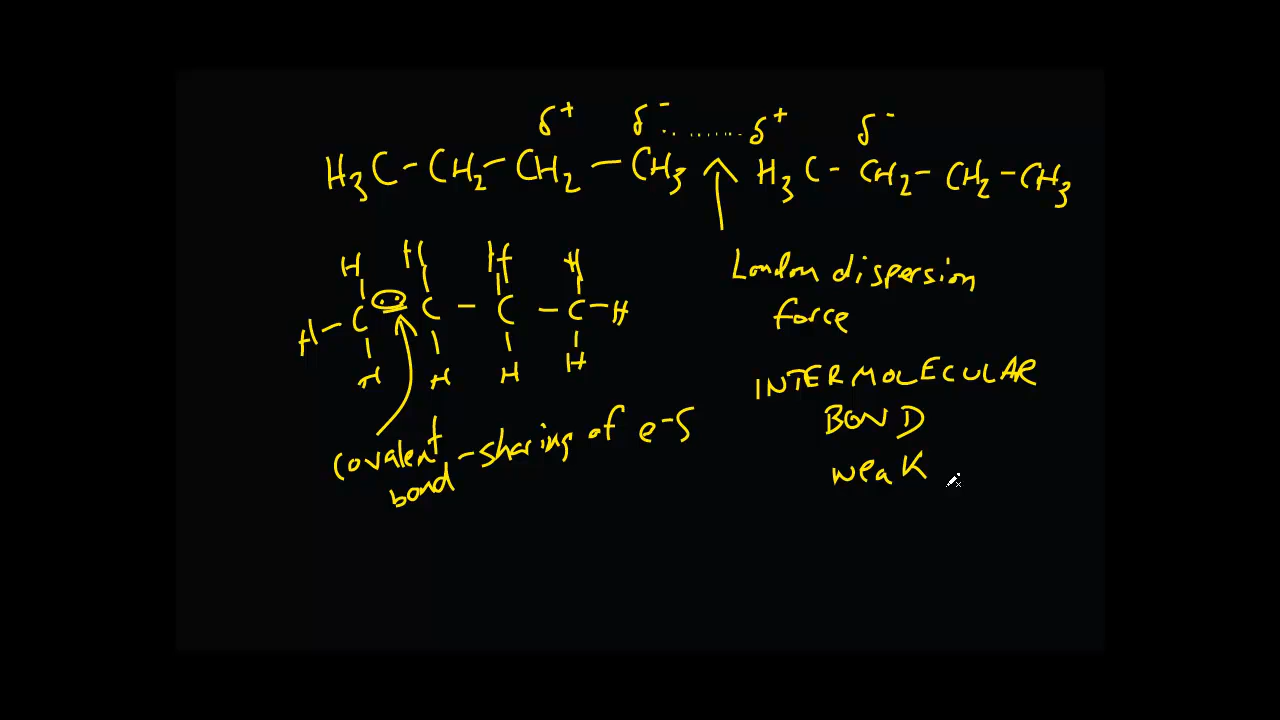 δ+ δ- ........ δ+ δ-
H3C-CH2-CH2-CH3 H3C-CH2-CH2-CH3
H H H H
H-C:C-C-C-H
H H H H
London dispersion
force
INTERMOLECULAR
BOND
weak
covalent
bond -sharing of e-s